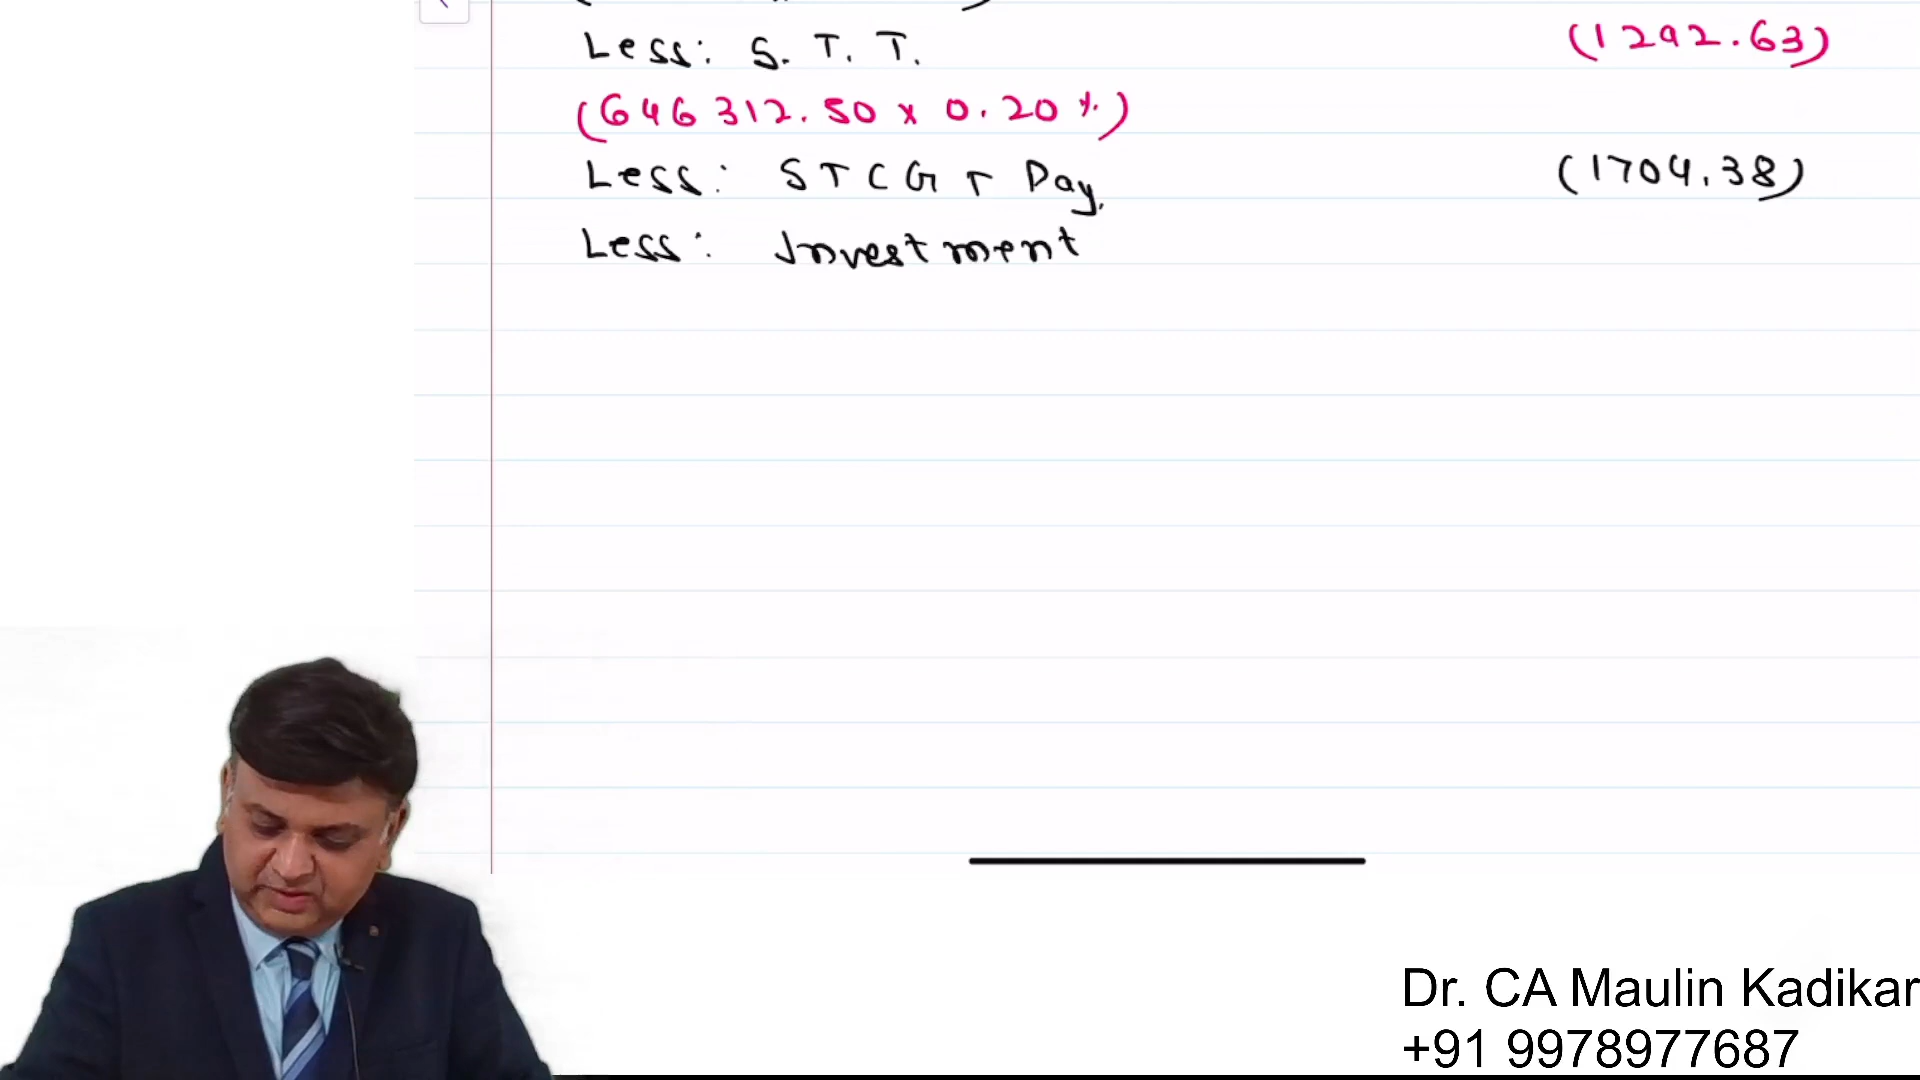 Less: S. T. T. (1292.63)
(646312.50 x 0.20%)
Less: STCGT Pay. (1704.38)
Less: Investment
Dr. CA Maulin Kadikar
+91 9978977687